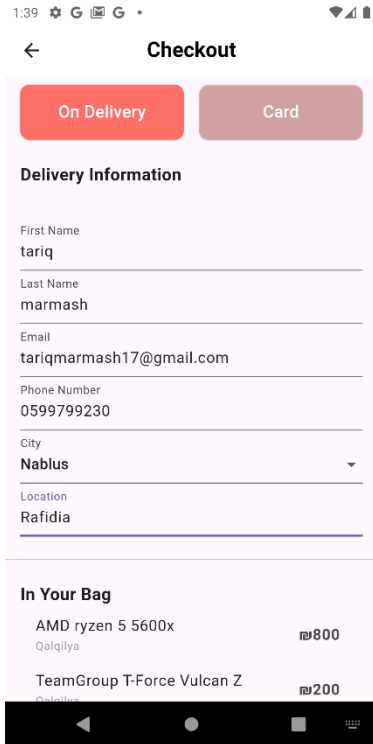 1:39
Checkout
On Delivery
Card
Delivery Information
First Name
tariq
Last Name
marmash
Email
tariqmarmash17@gmail.com
Phone Number
0599799230
City
Nablus
Location
Rafidia
In Your Bag
AMD ryzen 5 5600x
₪800
Qalqilya
TeamGroup T-Force Vulcan Z
₪200
Qalqilya